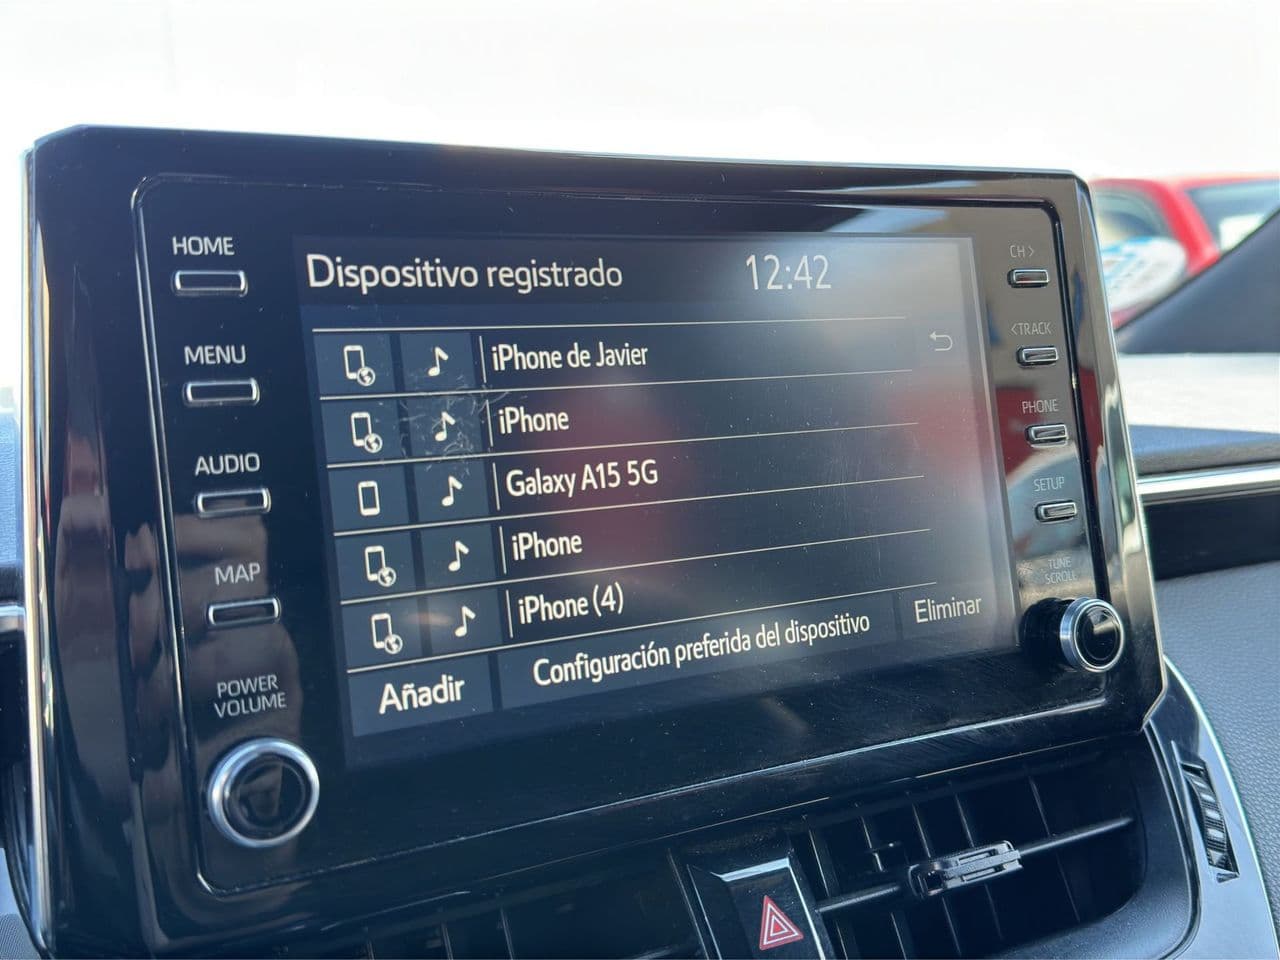 HOME
MENU
AUDIO
MAP
POWER
VOLUME
Dispositivo registrado 12:42
iPhone de Javier
iPhone
Galaxy A15 5G
iPhone
iPhone (4)
Añadir Configuración preferida del dispositivo Eliminar
CH >
< TRACK
PHONE
SETUP
TUNE
SCROLL